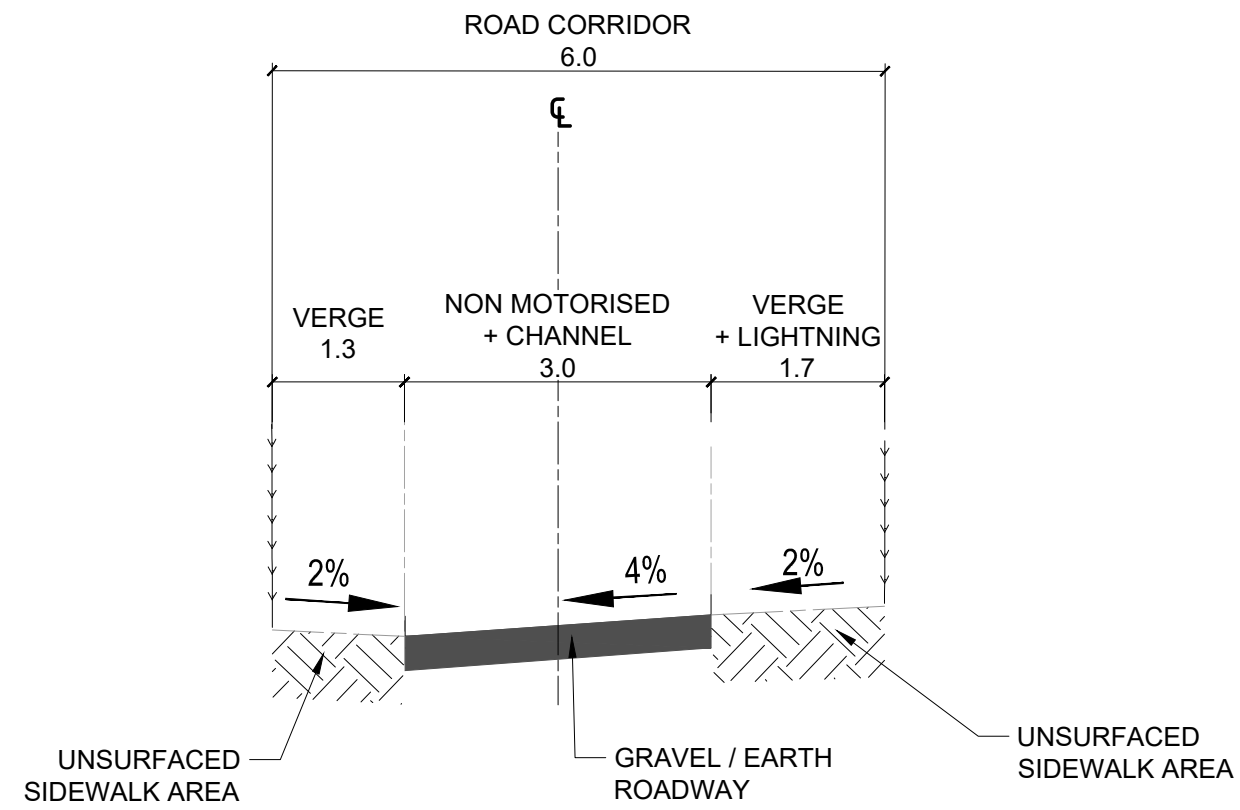 ROAD CORRIDOR
6.0
℄
VERGE
1.3
NON MOTORISED
+ CHANNEL
3.0
VERGE
+ LIGHTNING
1.7
2%
4%
2%
UNSURFACED
SIDEWALK AREA
GRAVEL / EARTH
ROADWAY
UNSURFACED
SIDEWALK AREA